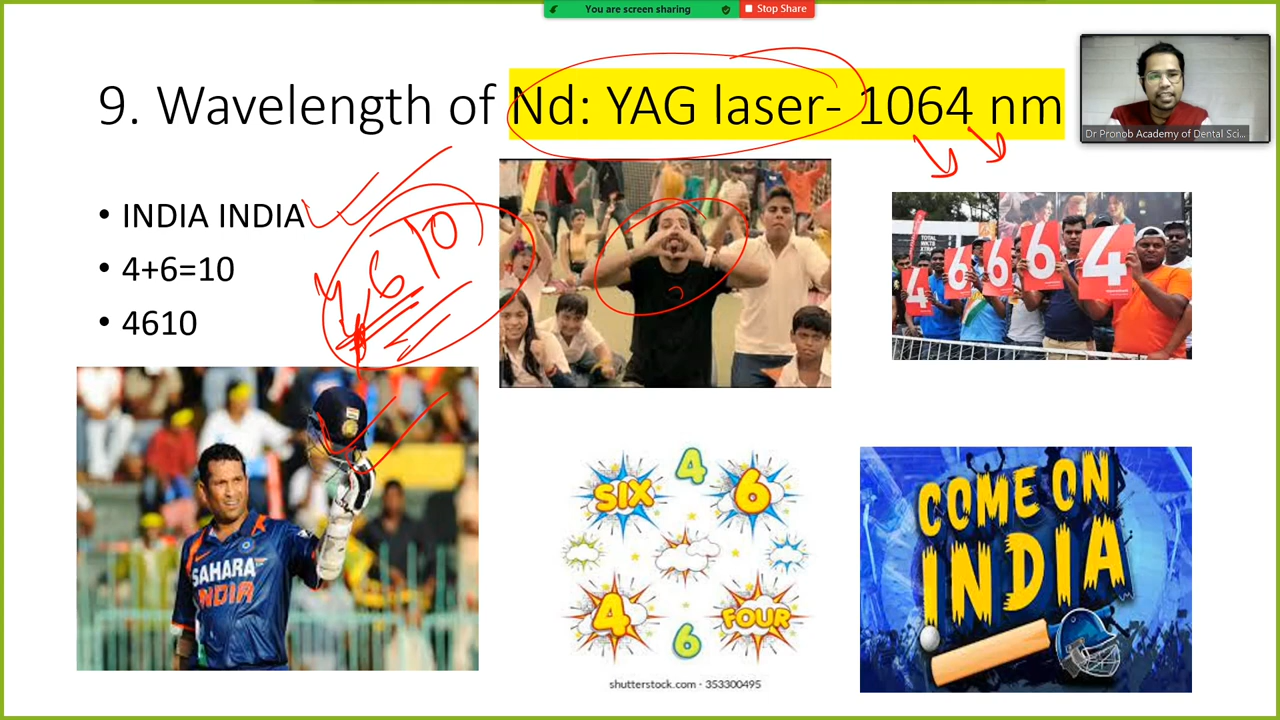 You are screen sharing
Stop Share
9. Wavelength of Nd: YAG laser- 1064 nm
Dr Pronob Academy of Dental Sci...
• INDIA INDIA
• 4+6=10
• 4610
6 10
4 6 6 6 4
SAHARA
INDIA
SIX 4 6
4 FOUR
6
shutterstock.com · 353300495
COME ON
INDIA